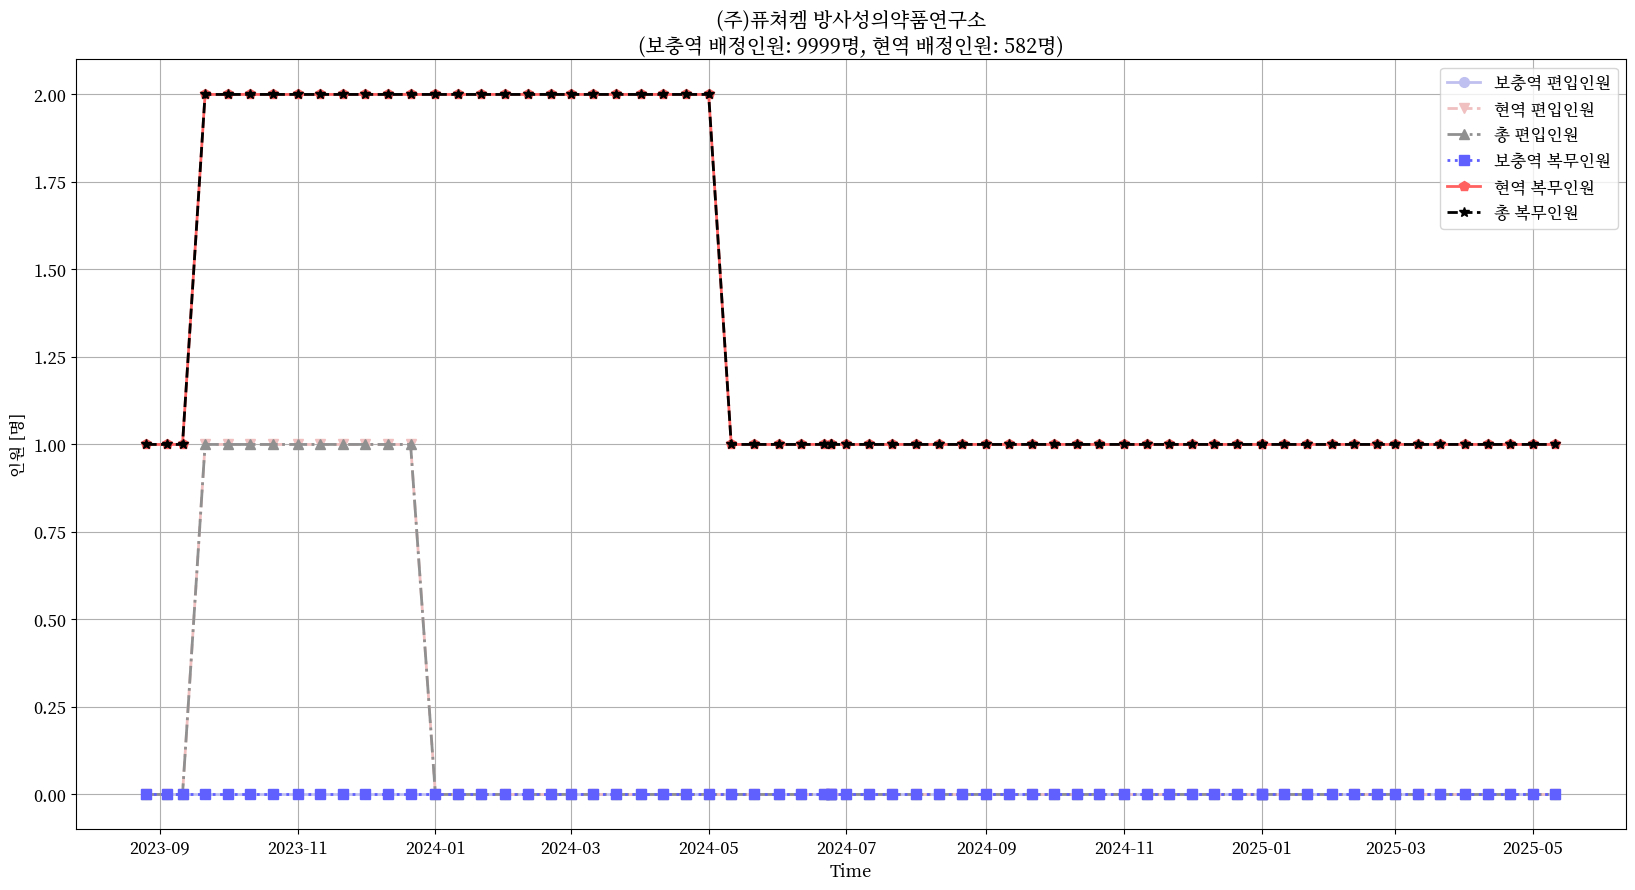 (주)퓨쳐켐 방사성의약품연구소
(보충역 배정인원: 9999명, 현역 배정인원: 582명)
보충역 편입인원
현역 편입인원
총 편입인원
보충역 복무인원
현역 복무인원
총 복무인원
인원 [명]
2.00
1.75
1.50
1.25
1.00
0.75
0.50
0.25
0.00
2023-09 2023-11 2024-01 2024-03 2024-05 2024-07 2024-09 2024-11 2025-01 2025-03 2025-05
Time